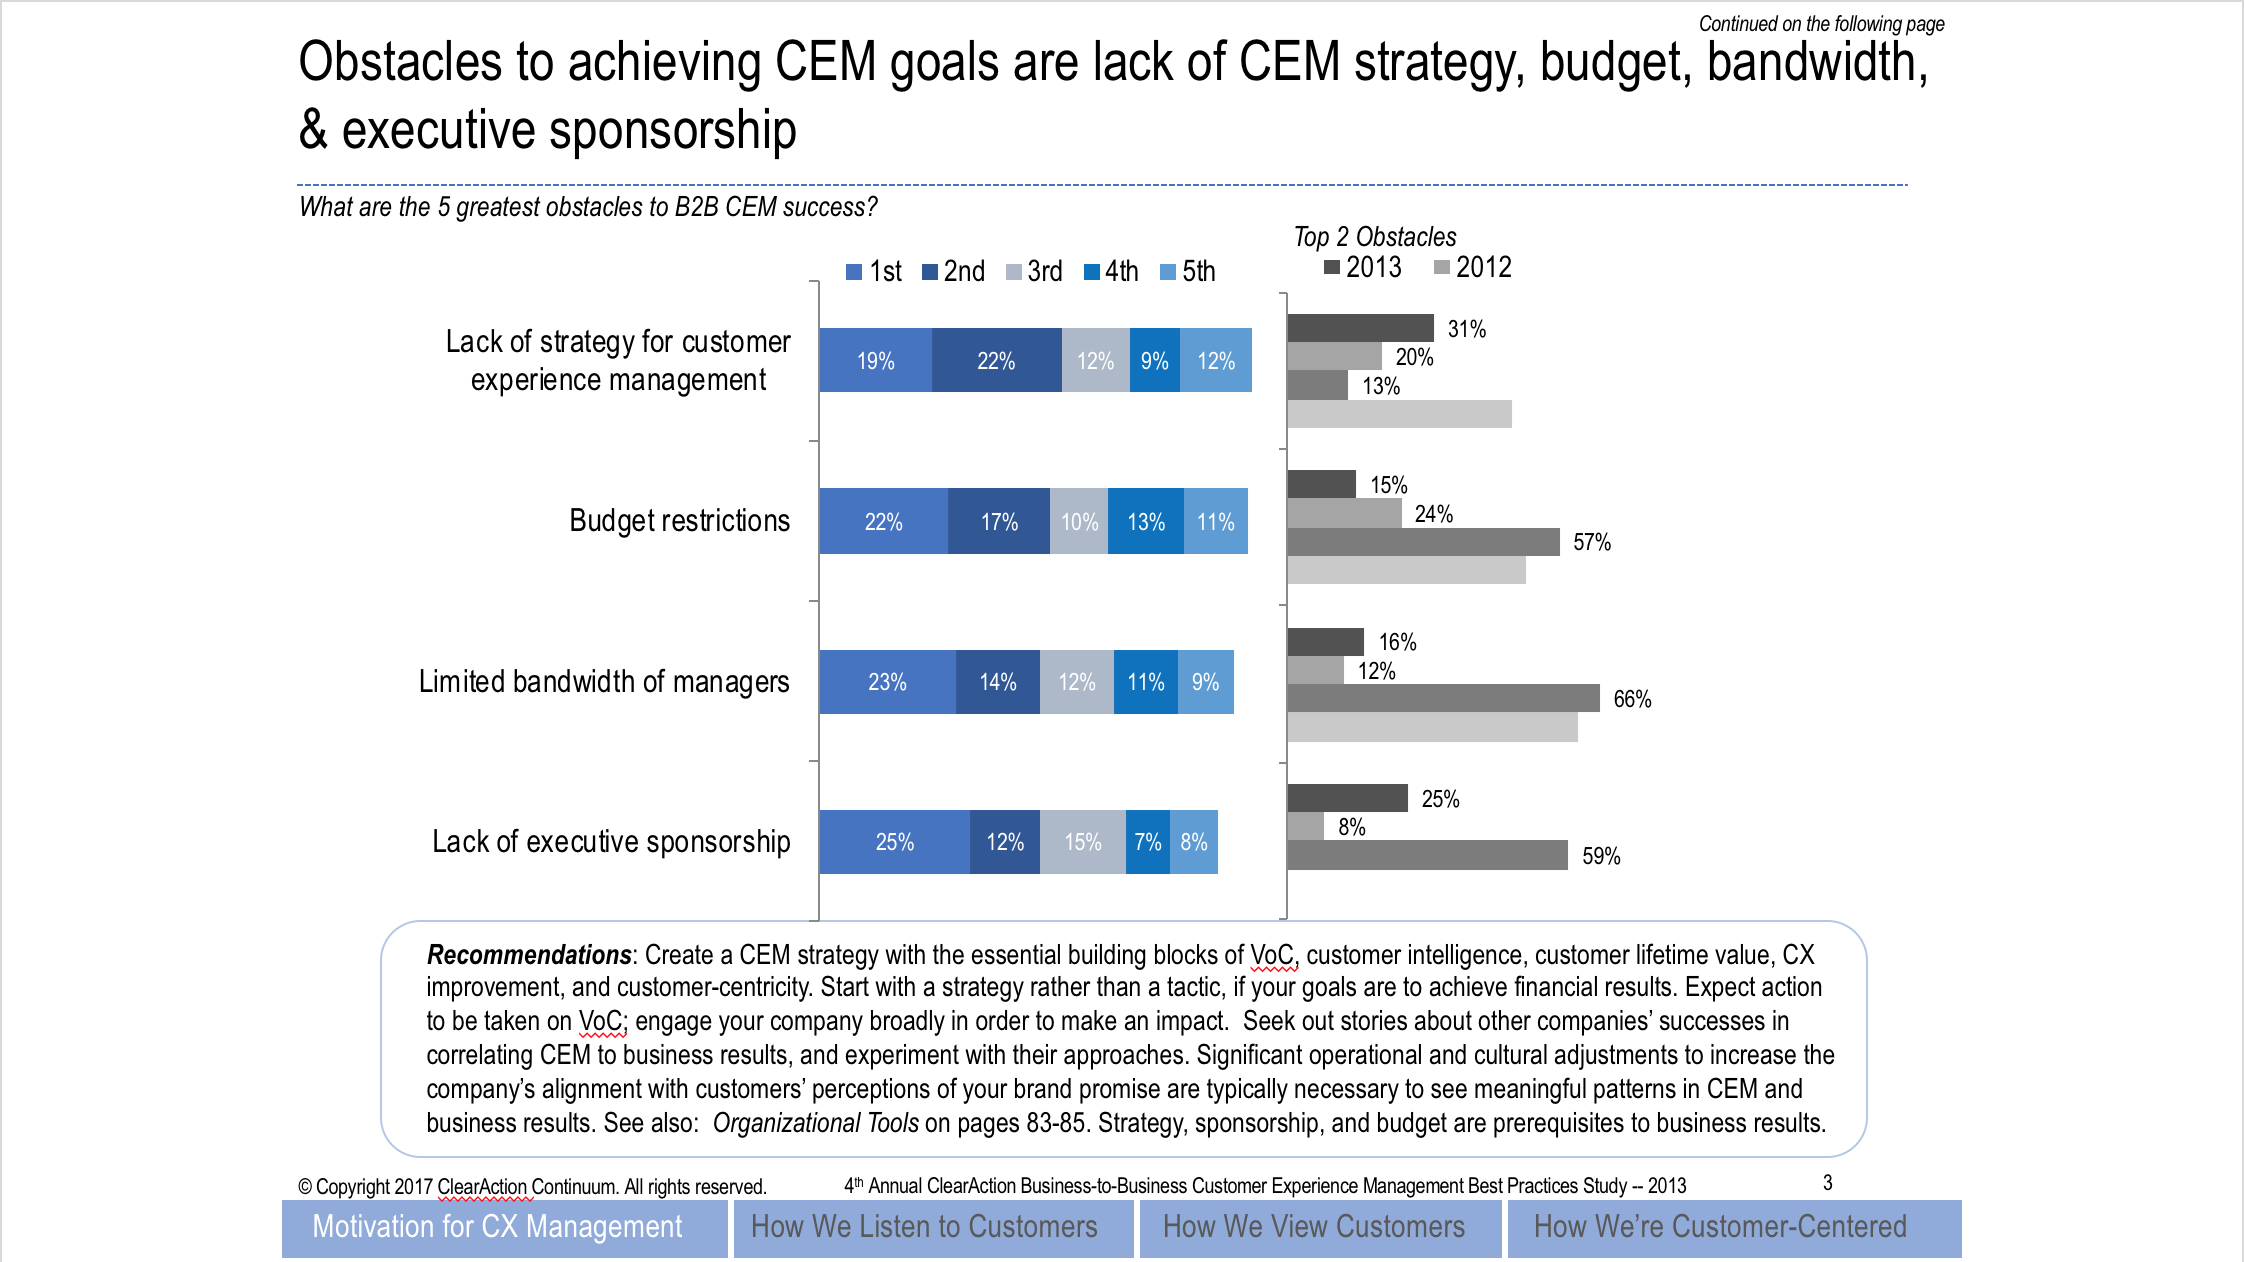 Continued on the following page
Obstacles to achieving CEM goals are lack of CEM strategy, budget, bandwidth,
& executive sponsorship
What are the 5 greatest obstacles to B2B CEM success?
Top 2 Obstacles
1st 2nd 3rd 4th 5th
2013 2012
Lack of strategy for customer
experience management
19% 22% 12% 9% 12%
31%
20%
13%
Budget restrictions
22% 17% 10% 13% 11%
15%
24%
57%
Limited bandwidth of managers
23% 14% 12% 11% 9%
16%
12%
66%
Lack of executive sponsorship
25% 12% 15% 7% 8%
25%
8%
59%
Recommendations: Create a CEM strategy with the essential building blocks of VoC, customer intelligence, customer lifetime value, CX
improvement, and customer-centricity. Start with a strategy rather than a tactic, if your goals are to achieve financial results. Expect action
to be taken on VoC; engage your company broadly in order to make an impact.  Seek out stories about other companies’ successes in
correlating CEM to business results, and experiment with their approaches. Significant operational and cultural adjustments to increase the
company’s alignment with customers’ perceptions of your brand promise are typically necessary to see meaningful patterns in CEM and
business results. See also:  Organizational Tools on pages 83-85. Strategy, sponsorship, and budget are prerequisites to business results.
© Copyright 2017 ClearAction Continuum. All rights reserved.
4th Annual ClearAction Business-to-Business Customer Experience Management Best Practices Study -- 2013
3
Motivation for CX Management
How We Listen to Customers
How We View Customers
How We’re Customer-Centered